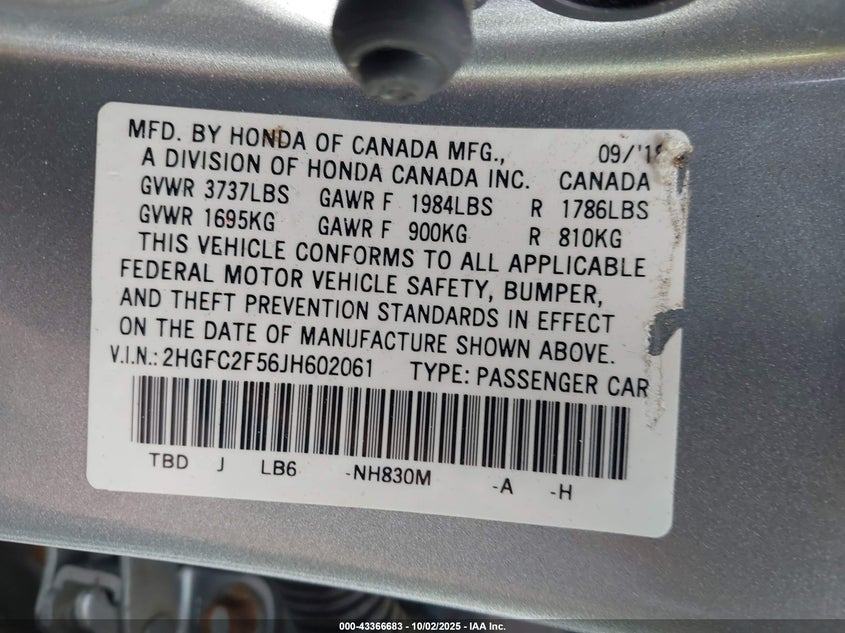 MFD. BY HONDA OF CANADA MFG., 09/'18
A DIVISION OF HONDA CANADA INC. CANADA
GVWR 3737LBS GAWR F 1984LBS R 1786LBS
GVWR 1695KG GAWR F 900KG R 810KG
THIS VEHICLE CONFORMS TO ALL APPLICABLE
FEDERAL MOTOR VEHICLE SAFETY, BUMPER,
AND THEFT PREVENTION STANDARDS IN EFFECT
ON THE DATE OF MANUFACTURE SHOWN ABOVE.
V.I.N.: 2HGFC2F56JH602061 TYPE: PASSENGER CAR
TBD J LB6 -NH830M -A -H
000-43366683 - 10/02/2025 - IAA Inc.